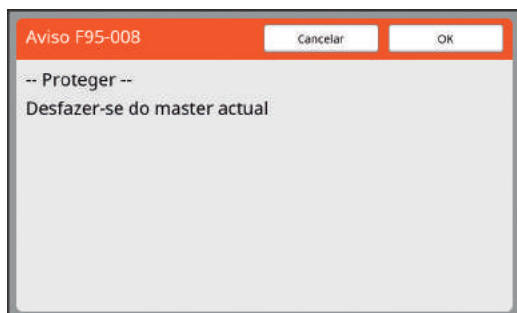 Aviso F95-008
Cancelar
OK
-- Proteger --
Desfazer-se do master actual